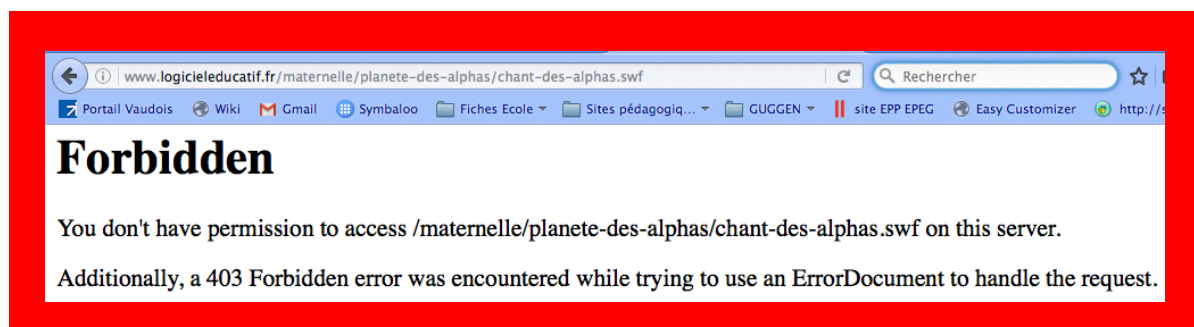 www.logicieleducatif.fr/maternelle/planete-des-alphas/chant-des-alphas.swf Rechercher
Portail Vaudois Wiki Gmail Symbaloo Fiches Ecole Sites pédagogiq... GUGGEN site EPP EPEG Easy Customizer http://s
Forbidden
You don't have permission to access /maternelle/planete-des-alphas/chant-des-alphas.swf on this server.
Additionally, a 403 Forbidden error was encountered while trying to use an ErrorDocument to handle the request.